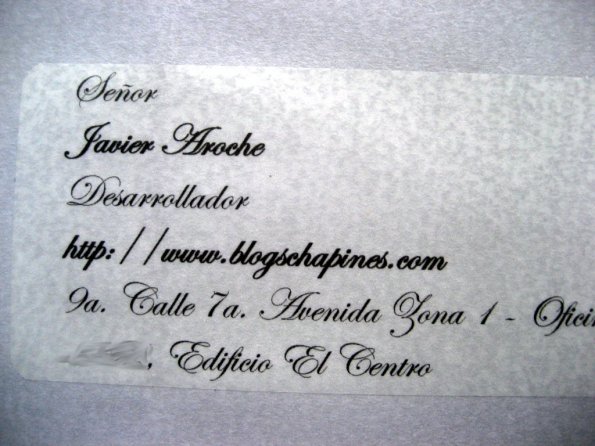 Señor
Javier Aroche
Desarrollador
http://www.blogschapines.com
9a. Calle 7a. Avenida Zona 1 - Ofici
, Edificio El Centro